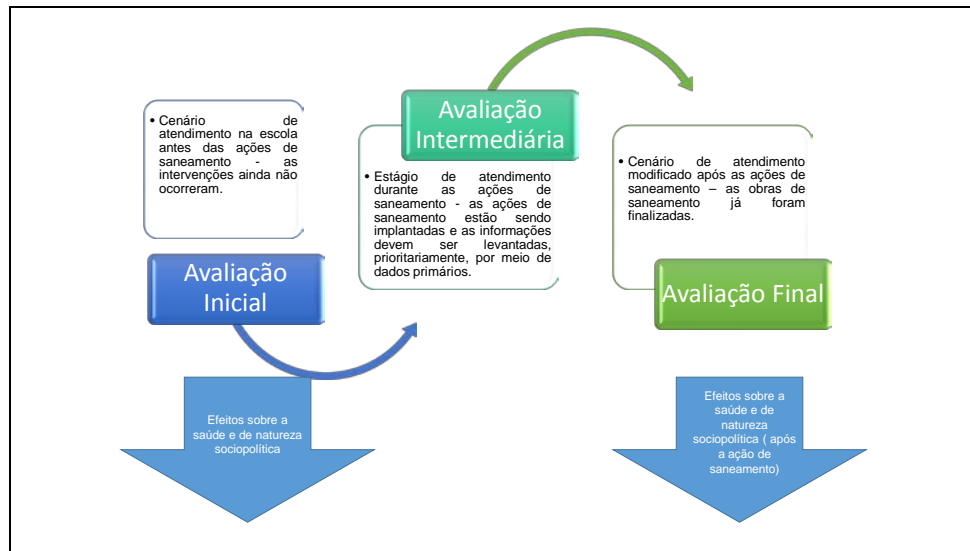 • Cenário de
atendimento na escola
antes das ações de
saneamento - as
intervenções ainda não
ocorreram.
Avaliação
Inicial
Avaliação
Intermediária
• Estágio de atendimento
durante as ações de
saneamento - as ações de
saneamento estão sendo
implantadas e as informações
devem ser levantadas,
prioritariamente, por meio de
dados primários.
• Cenário de atendimento
modificado após as ações de
saneamento – as obras de
saneamento já foram
finalizadas.
Avaliação Final
Efeitos sobre a
saúde e de natureza
sociopolítica
Efeitos sobre a
saúde e de
natureza
sociopolítica ( após
a ação de
saneamento)